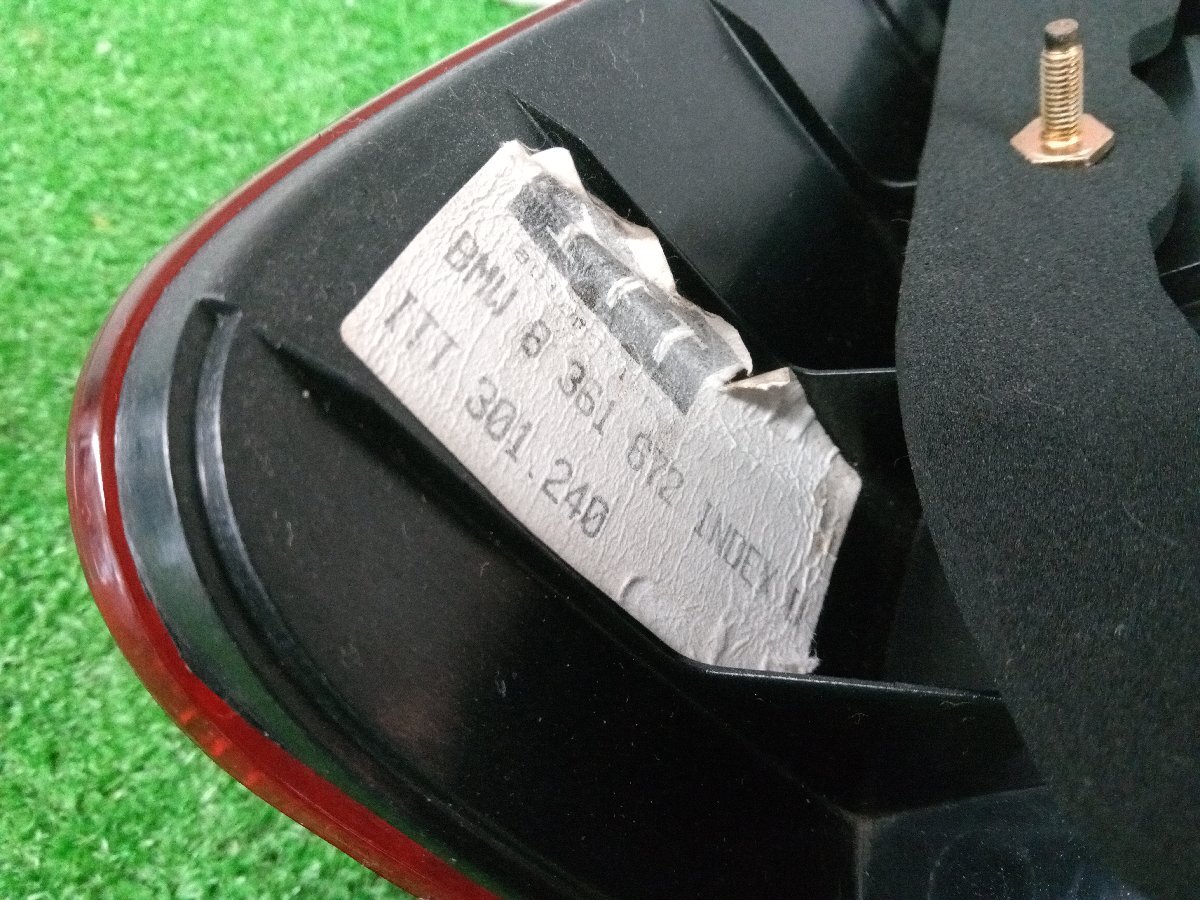 BMW 8 361 672 INDEX
ITT 301.240